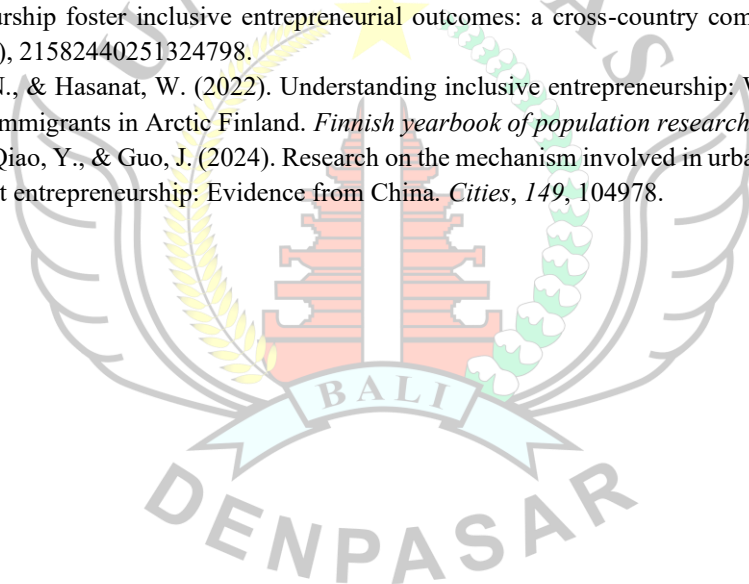 urship foster inclusive entrepreneurial outcomes: a cross-country com
), 21582440251324798.
N., & Hasanat, W. (2022). Understanding inclusive entrepreneurship: W
mmigrants in Arctic Finland. Finnish yearbook of population research
Qiao, Y., & Guo, J. (2024). Research on the mechanism involved in urba
t entrepreneurship: Evidence from China. Cities, 149, 104978.
BALI
DENPASAR